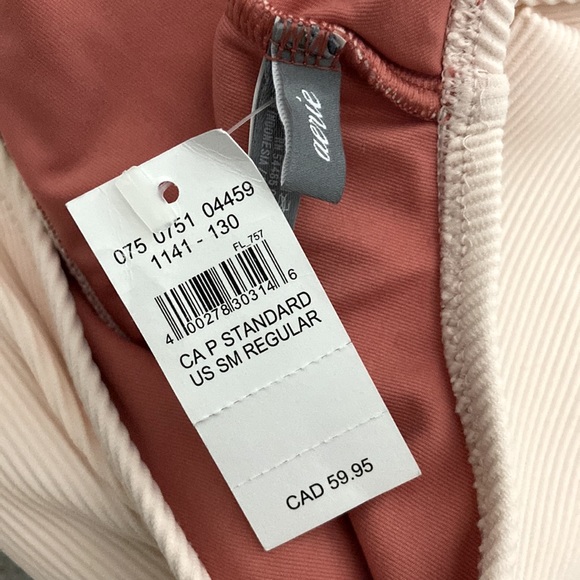 aerie
INDONESIA
075 0751 04459
1141 - 130
FL_757
4 00278 30314 6
CA P STANDARD
US SM REGULAR
CAD 59.95